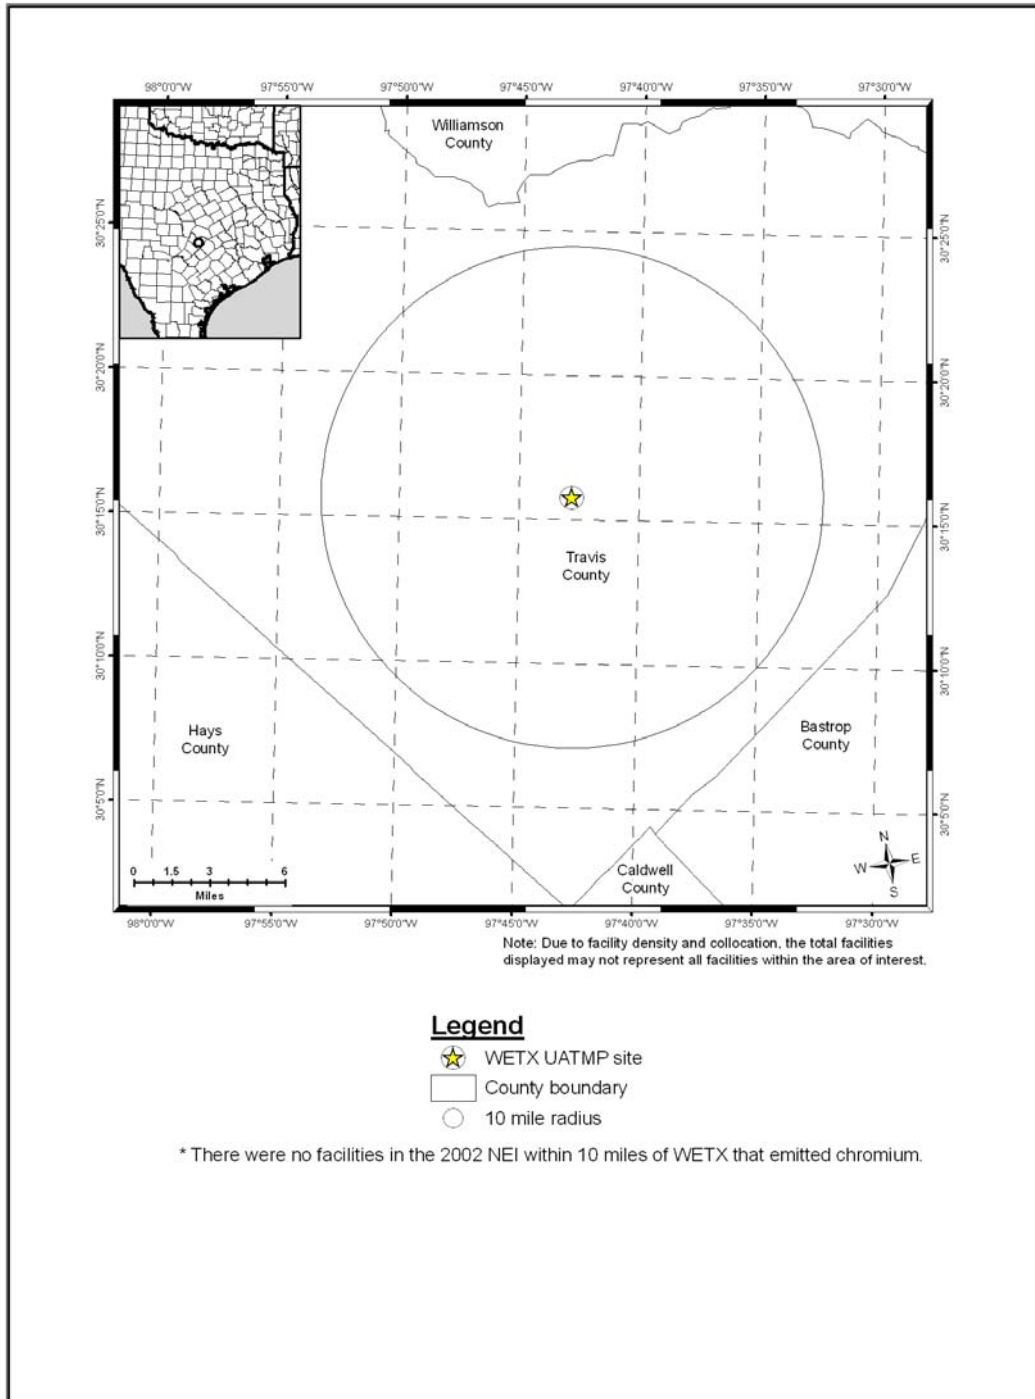 98°0'0"W 97°55'0"W 97°50'0"W 97°45'0"W 97°40'0"W 97°35'0"W 97°30'0"W
Williamson
County
30°25'0"N
30°25'0"N
30°20'0"N
30°20'0"N
30°15'0"N
30°15'0"N
Travis
County
30°10'0"N
30°10'0"N
Hays
County
Bastrop
County
30°5'0"N
30°5'0"N
N
W E
S
Caldwell
County
0 1.5 3 6
Miles
98°0'0"W 97°55'0"W 97°50'0"W 97°45'0"W 97°40'0"W 97°35'0"W 97°30'0"W
Note: Due to facility density and collocation, the total facilities
displayed may not represent all facilities within the area of interest.
Legend
WETX UATMP site
County boundary
10 mile radius
* There were no facilities in the 2002 NEI within 10 miles of WETX that emitted chromium.